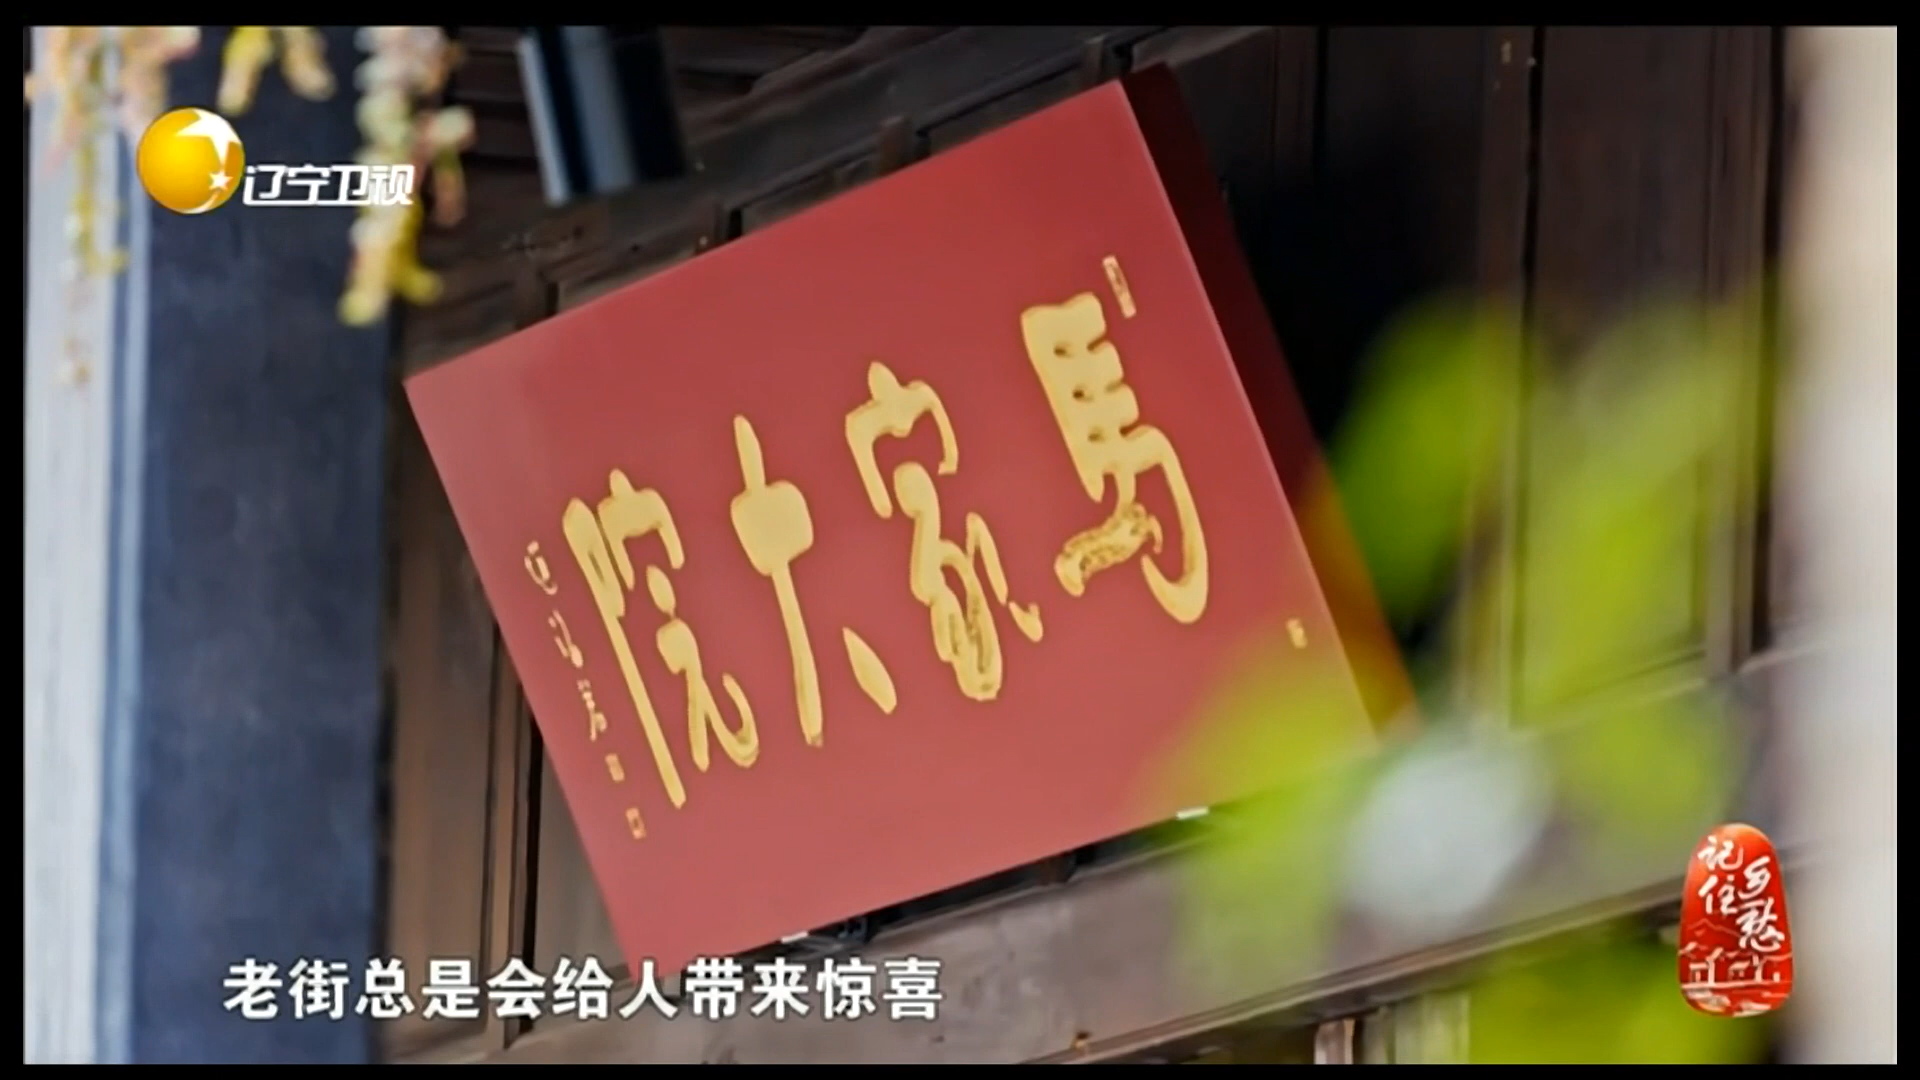 辽宁卫视
馬家大院
老街总是会给人带来惊喜
记住
乡愁